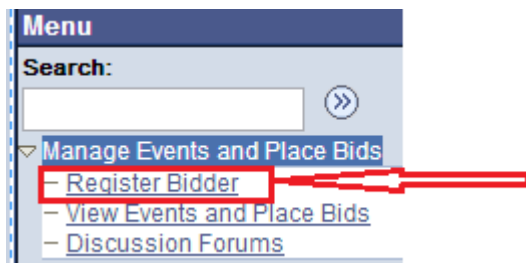 Menu
Search:
Manage Events and Place Bids
– Register Bidder
– View Events and Place Bids
– Discussion Forums